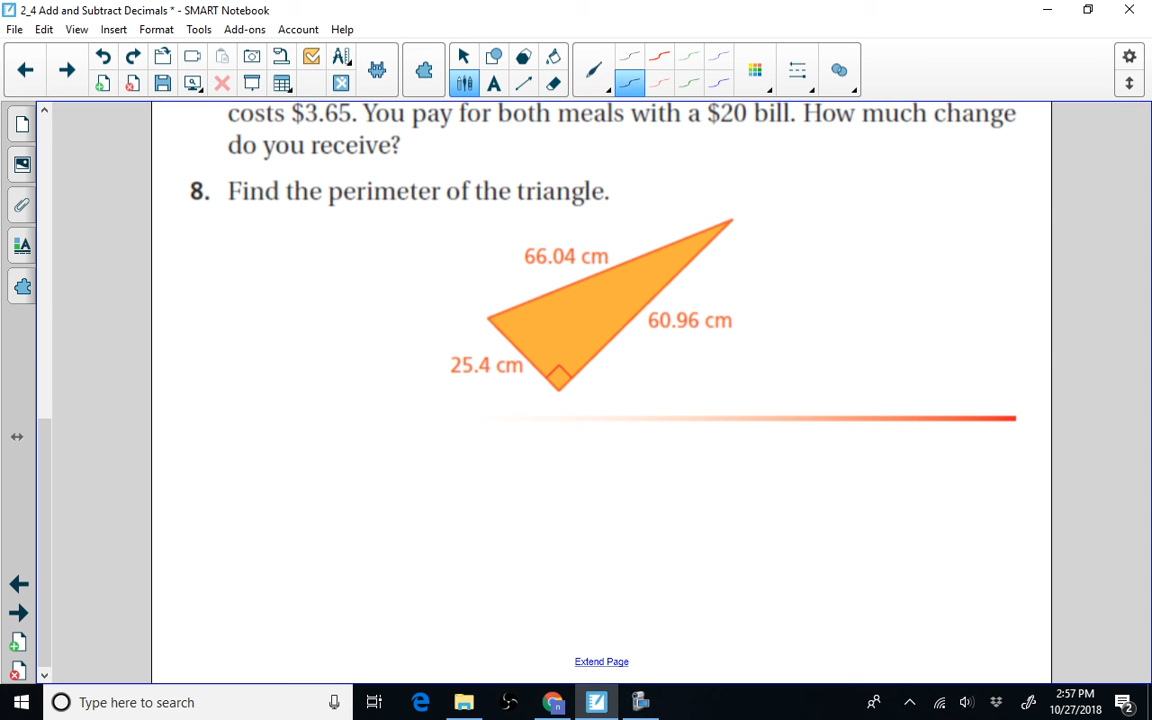 2_4 Add and Subtract Decimals * - SMART Notebook
File Edit View Insert Format Tools Add-ons Account Help
costs $3.65. You pay for both meals with a $20 bill. How much change
do you receive?
8. Find the perimeter of the triangle.
66.04 cm
60.96 cm
25.4 cm
Extend Page
Type here to search
2:57 PM
10/27/2018
2